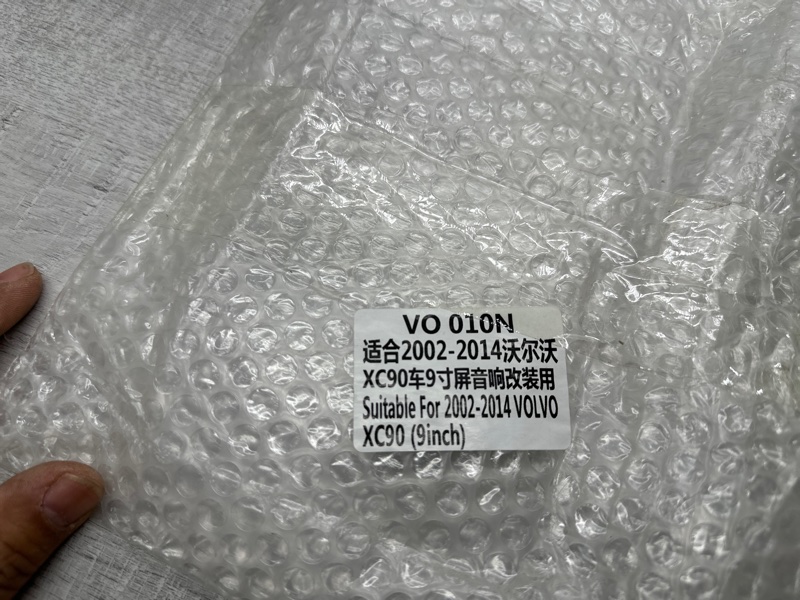 VO 010N
适合2002-2014沃尔沃
XC90车9寸屏音响改装用
Suitable For 2002-2014 VOLVO
XC90 (9inch)